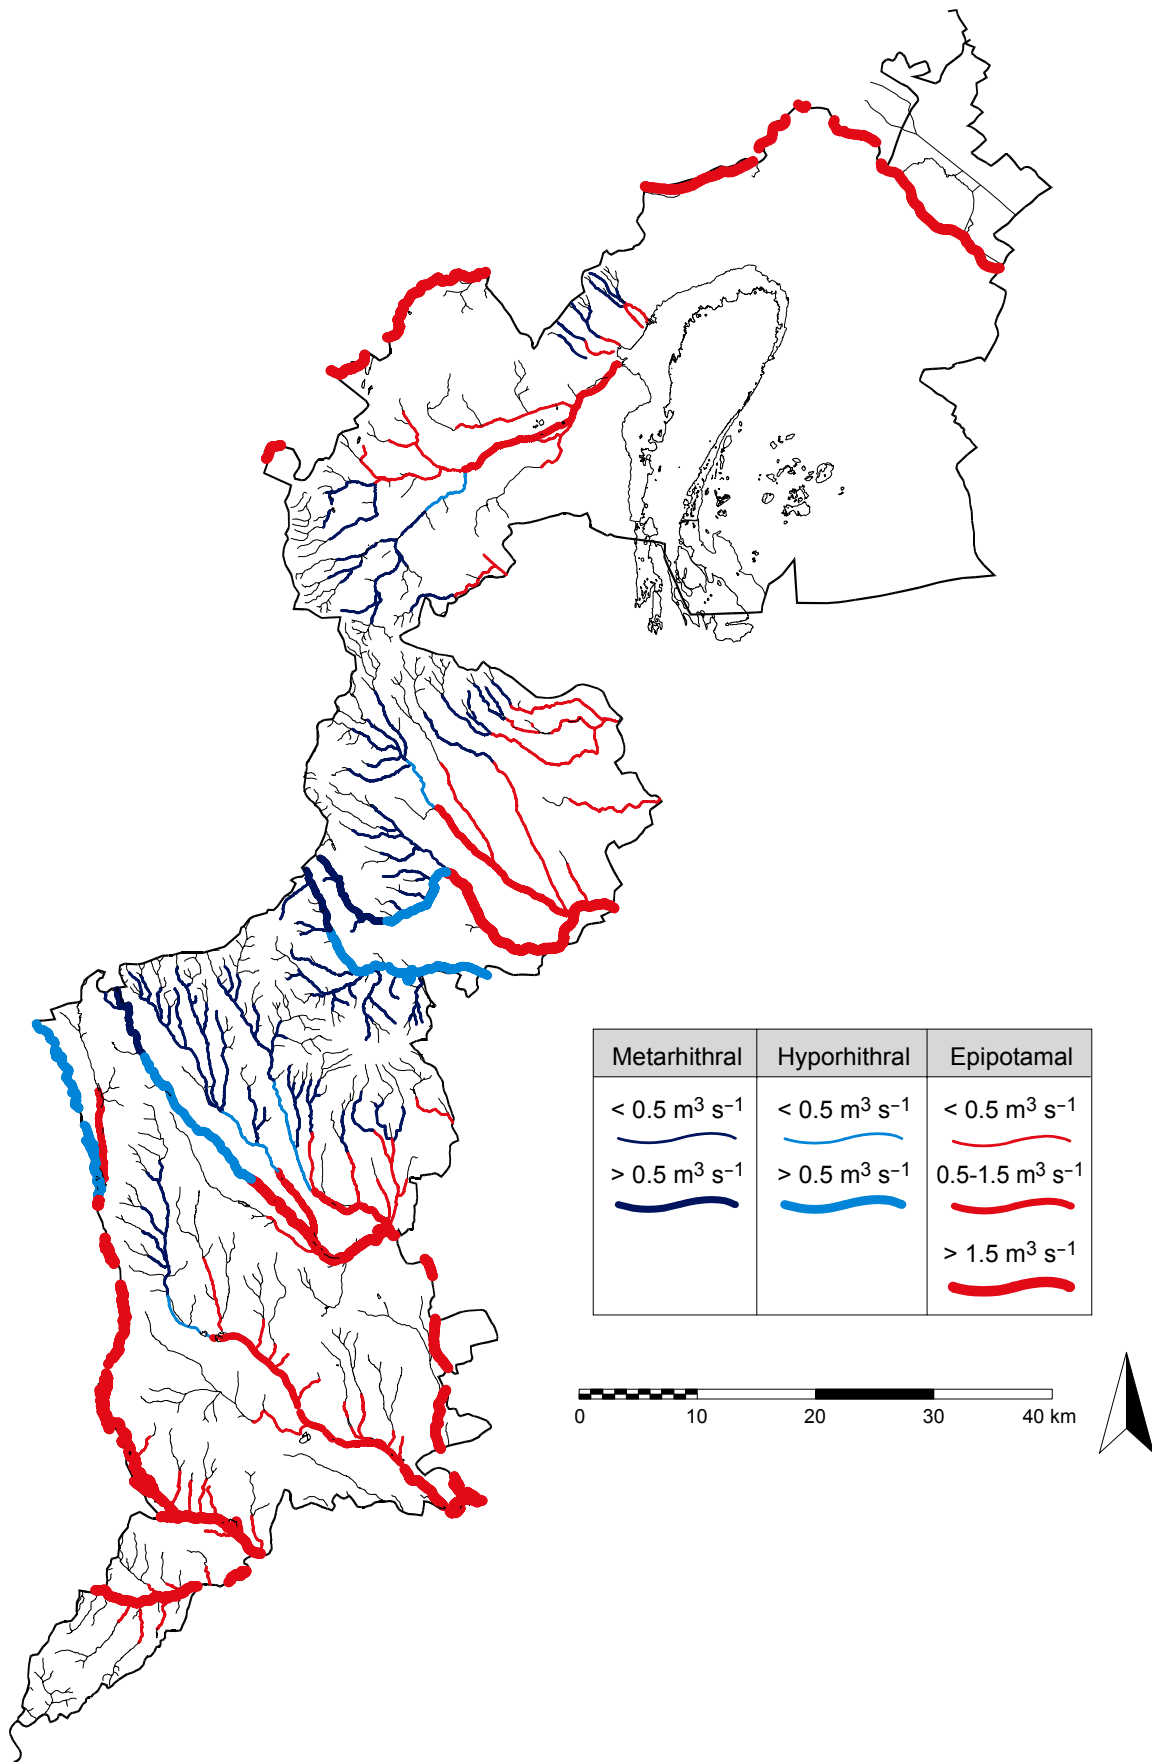 Metarhithral Hyporhithral Epipotamal
< 0.5 m³ s⁻¹ < 0.5 m³ s⁻¹ < 0.5 m³ s⁻¹
> 0.5 m³ s⁻¹ > 0.5 m³ s⁻¹ 0.5-1.5 m³ s⁻¹
> 1.5 m³ s⁻¹
0 10 20 30 40 km